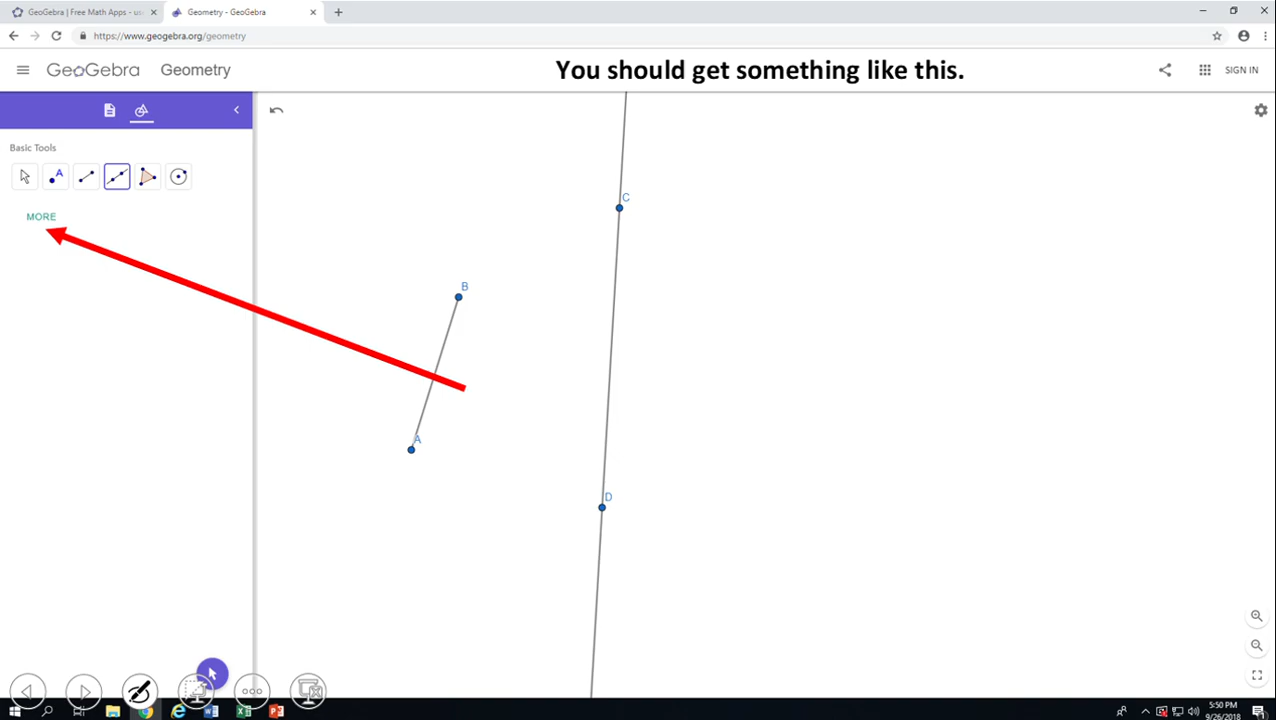 GeoGebra | Free Math Apps - us
Geometry - GeoGebra
https://www.geogebra.org/geometry
GeoGebra
Geometry
You should get something like this.
SIGN IN
Basic Tools
A
MORE
C
B
A
D
5:50 PM
9/26/2018